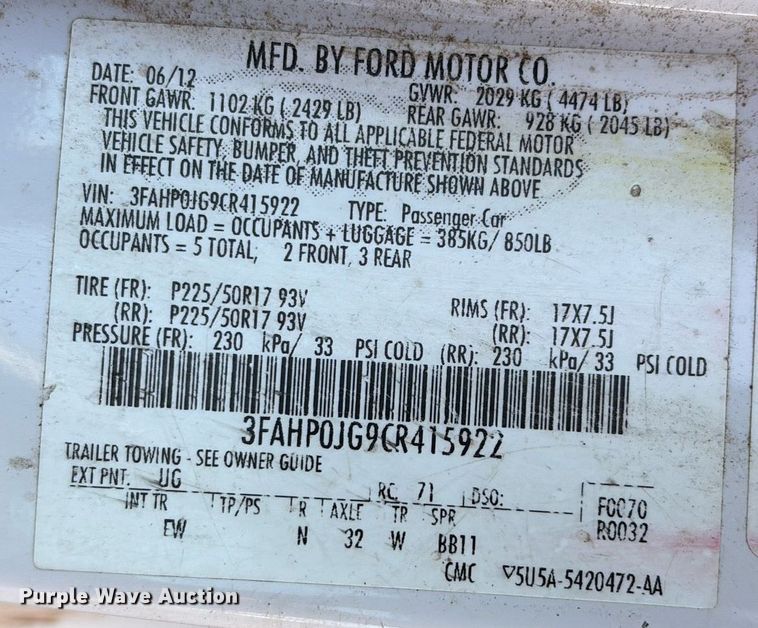 MFD. BY FORD MOTOR CO.
DATE: 06/12 GVWR: 2029 KG ( 4474 LB)
FRONT GAWR: 1102 KG ( 2429 LB) REAR GAWR: 928 KG ( 2045 LB)
THIS VEHICLE CONFORMS TO ALL APPLICABLE FEDERAL MOTOR
VEHICLE SAFETY, BUMPER, AND THEFT PREVENTION STANDARDS
IN EFFECT ON THE DATE OF MANUFACTURE SHOWN ABOVE
VIN: 3FAHP0JG9CR415922 TYPE: Passenger Car
MAXIMUM LOAD = OCCUPANTS + LUGGAGE = 385KG/ 850LB
OCCUPANTS = 5 TOTAL, 2 FRONT, 3 REAR
TIRE (FR): P225/50R17 93V RIMS (FR): 17X7.5J
(RR): P225/50R17 93V (RR): 17X7.5J
PRESSURE (FR): 230 kPa/ 33 PSI COLD (RR): 230 kPa/ 33 PSI COLD
3FAHP0JG9CR415922
TRAILER TOWING - SEE OWNER GUIDE
EXT PNT. UG RC: 71 DSO: F0070
INT TR TP/PS R AXLE TR SPR R0032
EW N 32 W BB11
CMC ▽5U5A-5420472-AA
Purple Wave Auction